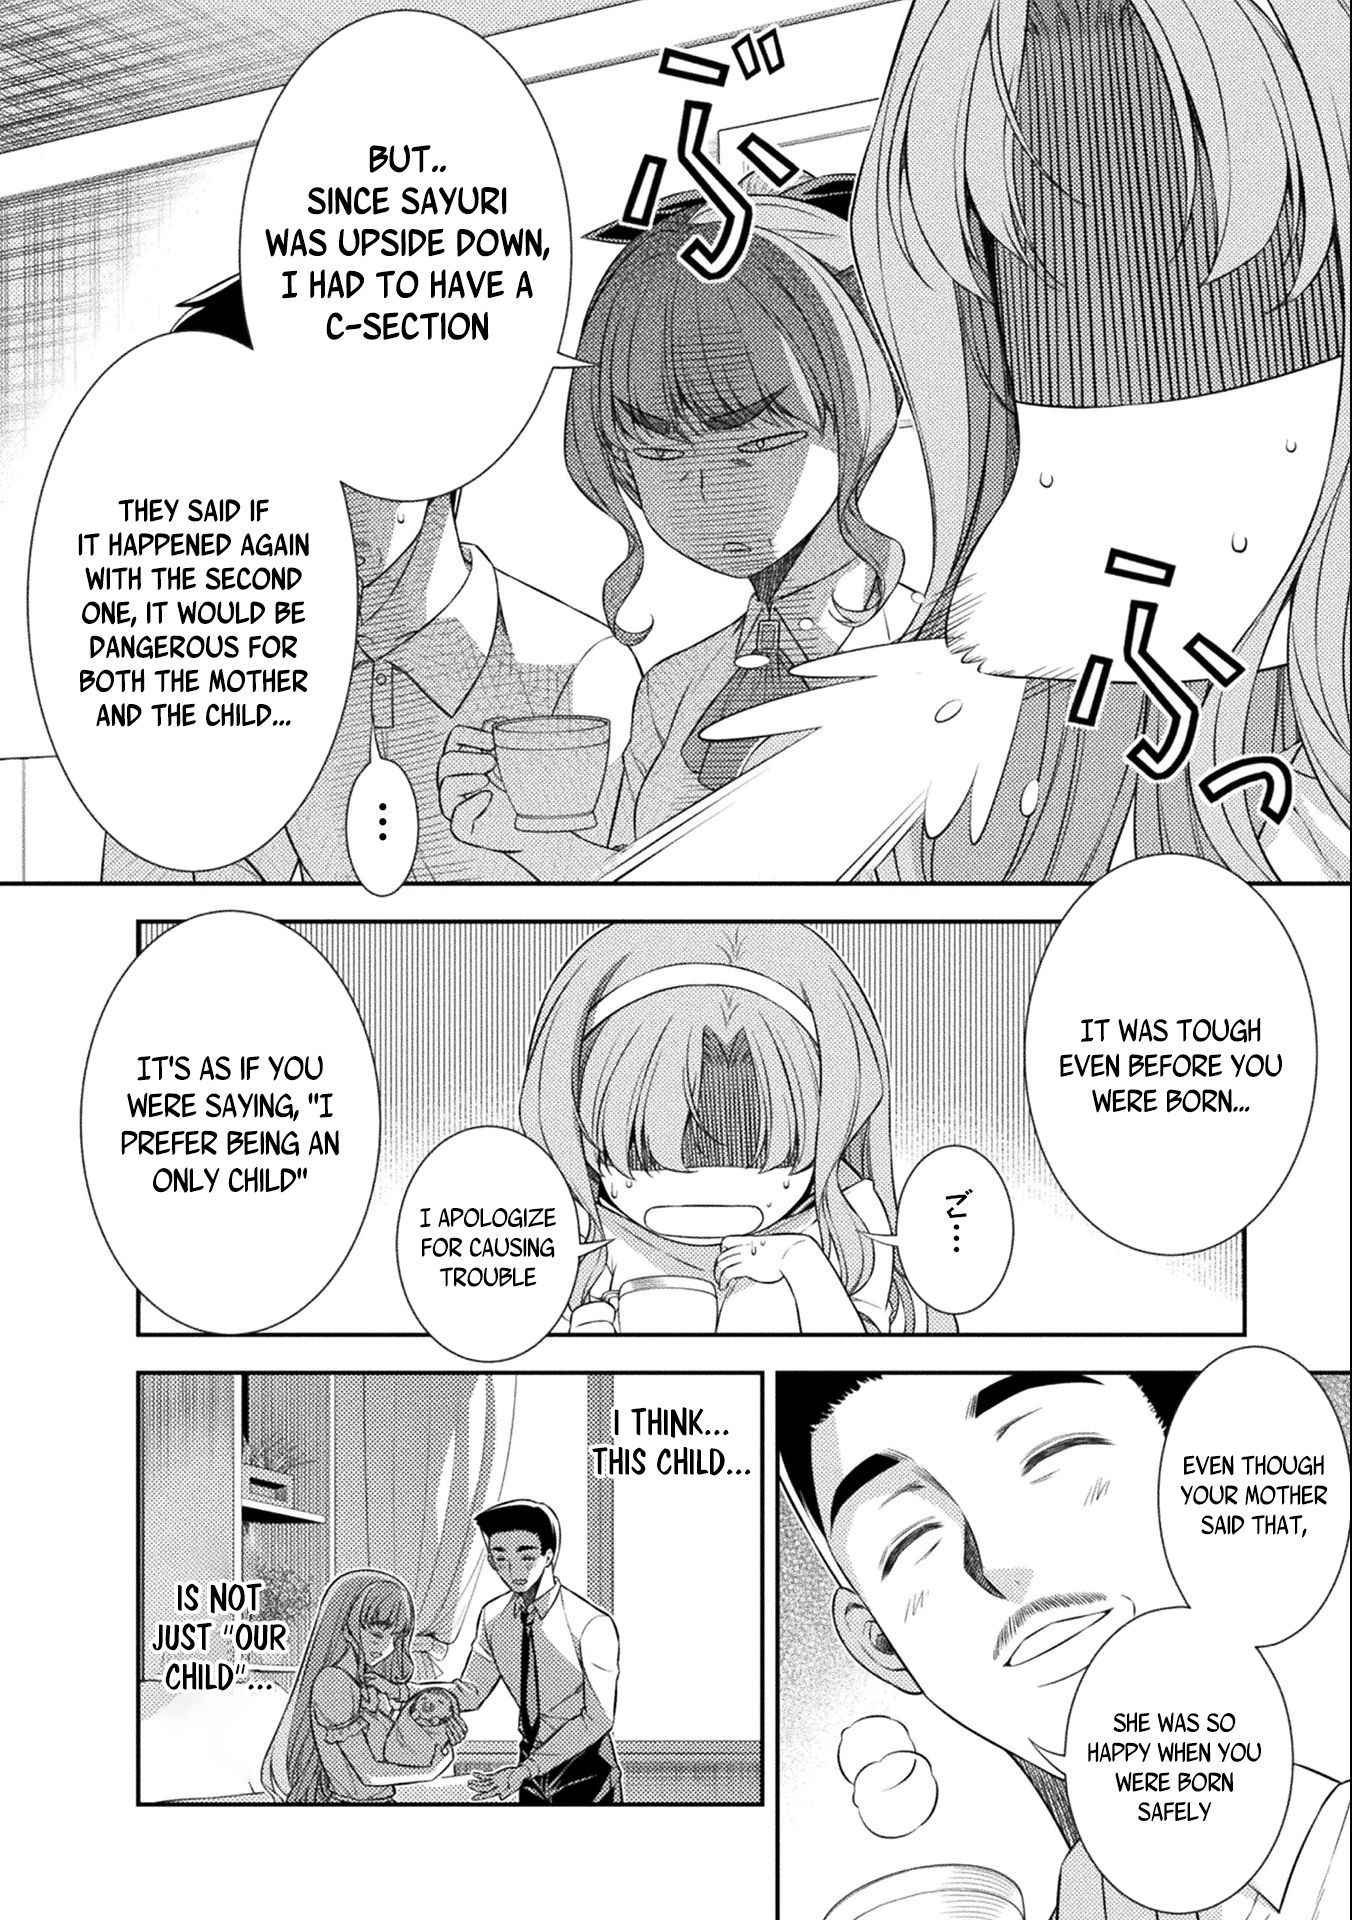 BUT..
SINCE SAYURI
WAS UPSIDE DOWN,
I HAD TO HAVE A
C-SECTION
THEY SAID IF
IT HAPPENED AGAIN
WITH THE SECOND
ONE, IT WOULD BE
DANGEROUS FOR
BOTH THE MOTHER
AND THE CHILD...
...
ぶ
ぶっ
IT WAS TOUGH
EVEN BEFORE YOU
WERE BORN...
ご…
I APOLOGIZE
FOR CAUSING
TROUBLE
IT'S AS IF YOU
WERE SAYING, "I
PREFER BEING AN
ONLY CHILD"
EVEN THOUGH
YOUR MOTHER
SAID THAT,
SHE WAS SO
HAPPY WHEN YOU
WERE BORN
SAFELY
I THINK...
THIS CHILD...
IS NOT
JUST "OUR
CHILD"...